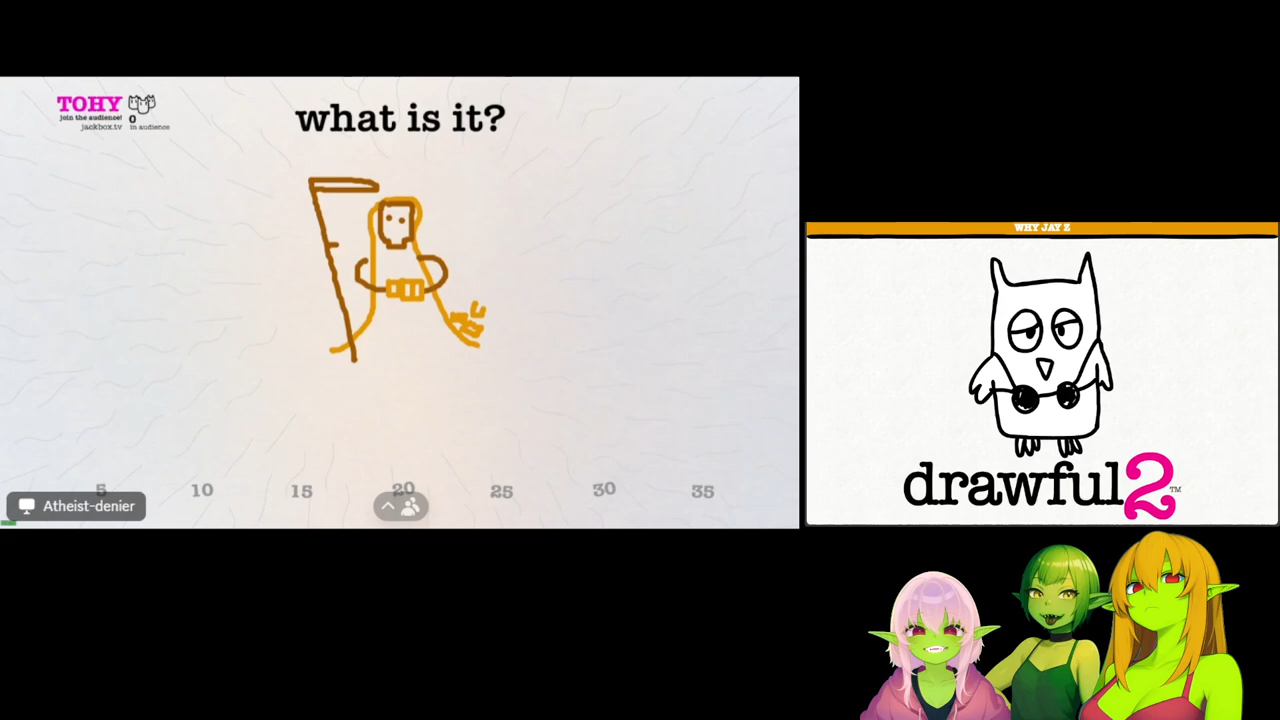 TOHY
join the audience!
jackbox.tv
0
in audience
what is it?
5
10
15
20
25
30
35
Atheist-denier
WHY JAY Z
drawful2™